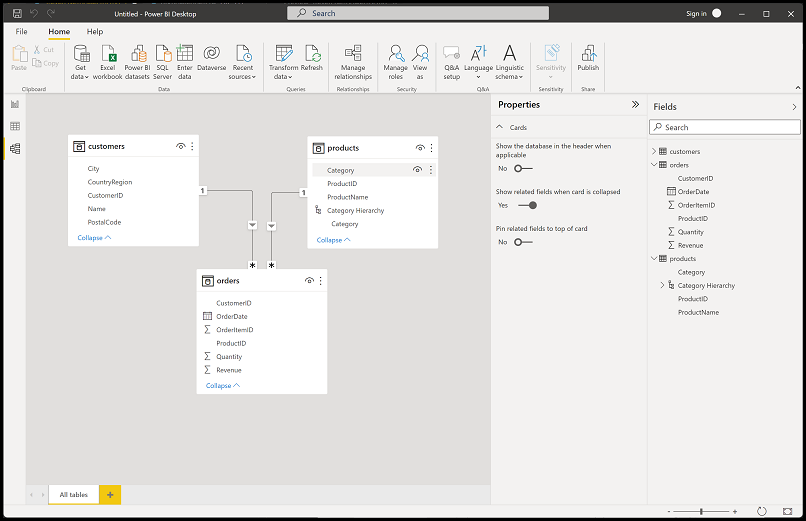 Untitled - Power BI Desktop
Search
Sign in
File
Home
Help
Paste
Cut
Copy
Get data
Excel workbook
Power BI datasets
SQL Server
Enter data
Dataverse
Recent sources
Transform data
Refresh
Manage relationships
Manage roles
View as
Q&A setup
Language
Linguistic schema
Sensitivity
Publish
Clipboard
Data
Queries
Relationships
Security
Q&A
Sensitivity
Share
customers
City
CountryRegion
CustomerID
Name
PostalCode
Collapse
1
products
Category
ProductID
ProductName
Category Hierarchy
Category
Collapse
1
*
*
orders
CustomerID
OrderDate
OrderItemID
ProductID
Quantity
Revenue
Collapse
Properties
Cards
Show the database in the header when
applicable
No
Show related fields when card is collapsed
Yes
Pin related fields to top of card
No
Fields
Search
customers
orders
CustomerID
OrderDate
OrderItemID
ProductID
Quantity
Revenue
products
Category
Category Hierarchy
ProductID
ProductName
All tables
+
- +